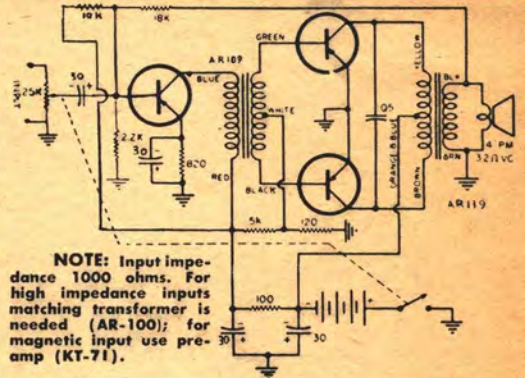 10K
18K
AR109
GREEN
YELLOW
BLUE
BLK
INPUT
25K
30
WHITE
.05
ORANGE & BLUE
2.2K
30
820
4 PM
3.2Ω VC
RED
BLACK
BROWN
BRN
AR119
5K
120
NOTE: Input impe-
dance 1000 ohms. For
high impedance inputs
matching transformer is
needed (AR-100); for
magnetic input use pre-
amp (KT-71).
100
30
30